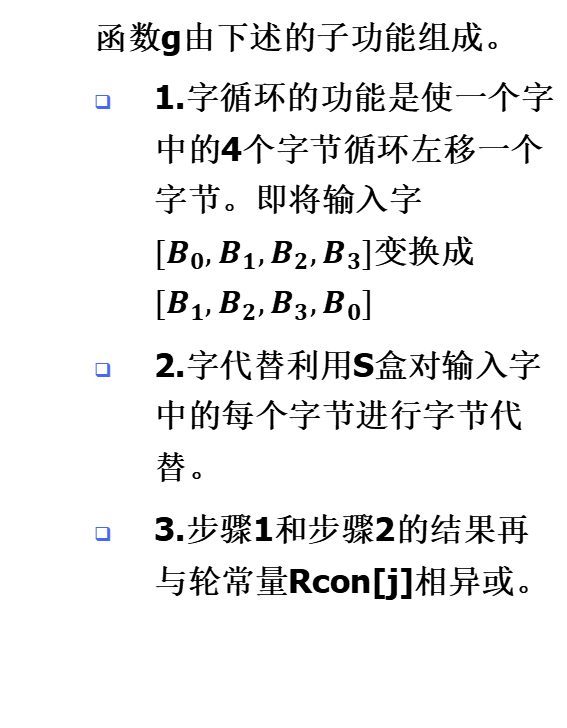 函数g由下述的子功能组成。
❑ 1.字循环的功能是使一个字
中的4个字节循环左移一个
字节。即将输入字
[B₀, B₁, B₂, B₃]变换成
[B₁, B₂, B₃, B₀]
❑ 2.字代替利用S盒对输入字
中的每个字节进行字节代
替。
❑ 3.步骤1和步骤2的结果再
与轮常量Rcon[j]相异或。